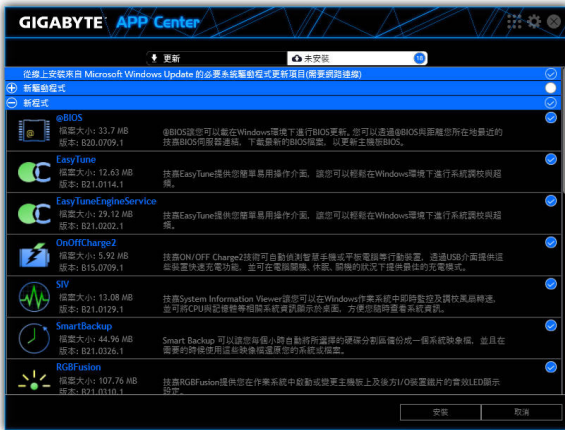 GIGABYTE APP Center
更新
未安裝 18
從線上安裝來自 Microsoft Windows Update 的必要系統驅動程式更新項目(需要網路連線)
新驅動程式
新程式
@BIOS
檔案大小: 33.7 MB
版本: B20.0709.1
@BIOS讓您可以載在Windows環境下進行BIOS更新. 您可以通過@BIOS與距離您所在地最近的
技嘉BIOS伺服器連結, 下載最新的BIOS檔案, 以更新主機板BIOS.
EasyTune
檔案大小: 12.63 MB
版本: B21.0114.1
技嘉EasyTune提供您簡單易用操作介面, 讓您可以輕鬆在Windows環境下進行系統調校與超
頻.
EasyTuneEngineService
檔案大小: 29.12 MB
版本: B21.0202.1
技嘉EasyTune提供您簡單易用操作介面, 讓您可以輕鬆在Windows環境下進行系統調校與超
頻.
OnOffCharge2
檔案大小: 5.92 MB
版本: B15.0709.1
技嘉ON/OFF Charge2技術可自動偵測智慧手機或平板電腦等行動裝置, 透過USB介面提供這
些裝置快速充電功能, 並可在電腦開機、休眠、關機的狀況下提供最佳的充電模式.
SIV
檔案大小: 13.08 MB
版本: B21.0129.1
技嘉System Information Viewer讓您可以在Windows作業系統中即時監控及調校風扇轉速,
並可將CPU與記憶體等相關系統資訊顯示於桌面, 方便您隨時查看系統資訊.
SmartBackup
檔案大小: 44.96 MB
版本: B21.0326.1
Smart Backup 可以讓您每個小時自動將所選擇的硬碟分割區備份成一個系統映象檔, 並且在
需要的時候使用這些映像檔還原您的系統或檔案.
RGBFusion
檔案大小: 107.76 MB
版本: B21.0310.1
技嘉RGBFusion提供您在作業系統中啟動或變更主機板上及後方I/O裝置鐵片的音效LED顯示
設定.
安裝
取消